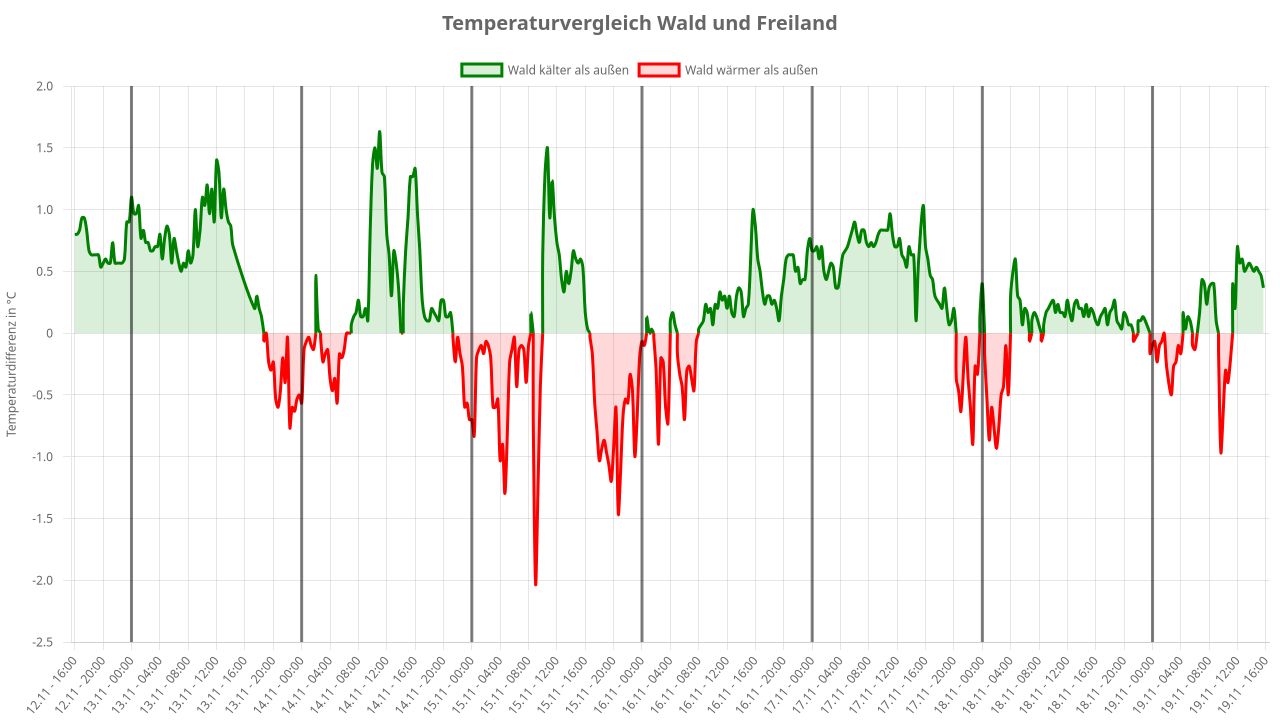 Temperaturvergleich Wald und Freiland
Wald kälter als außen
Wald wärmer als außen
Temperaturdifferenz in °C
2.0
1.5
1.0
0.5
0
-0.5
-1.0
-1.5
-2.0
-2.5
12.11 - 16:00
12.11 - 20:00
13.11 - 00:00
13.11 - 04:00
13.11 - 08:00
13.11 - 12:00
13.11 - 16:00
13.11 - 20:00
14.11 - 00:00
14.11 - 04:00
14.11 - 08:00
14.11 - 12:00
14.11 - 16:00
14.11 - 20:00
15.11 - 00:00
15.11 - 04:00
15.11 - 08:00
15.11 - 12:00
15.11 - 16:00
15.11 - 20:00
16.11 - 00:00
16.11 - 04:00
16.11 - 08:00
16.11 - 12:00
16.11 - 16:00
16.11 - 20:00
17.11 - 00:00
17.11 - 04:00
17.11 - 08:00
17.11 - 12:00
17.11 - 16:00
17.11 - 20:00
18.11 - 00:00
18.11 - 04:00
18.11 - 08:00
18.11 - 12:00
18.11 - 16:00
18.11 - 20:00
19.11 - 00:00
19.11 - 04:00
19.11 - 08:00
19.11 - 12:00
19.11 - 16:00